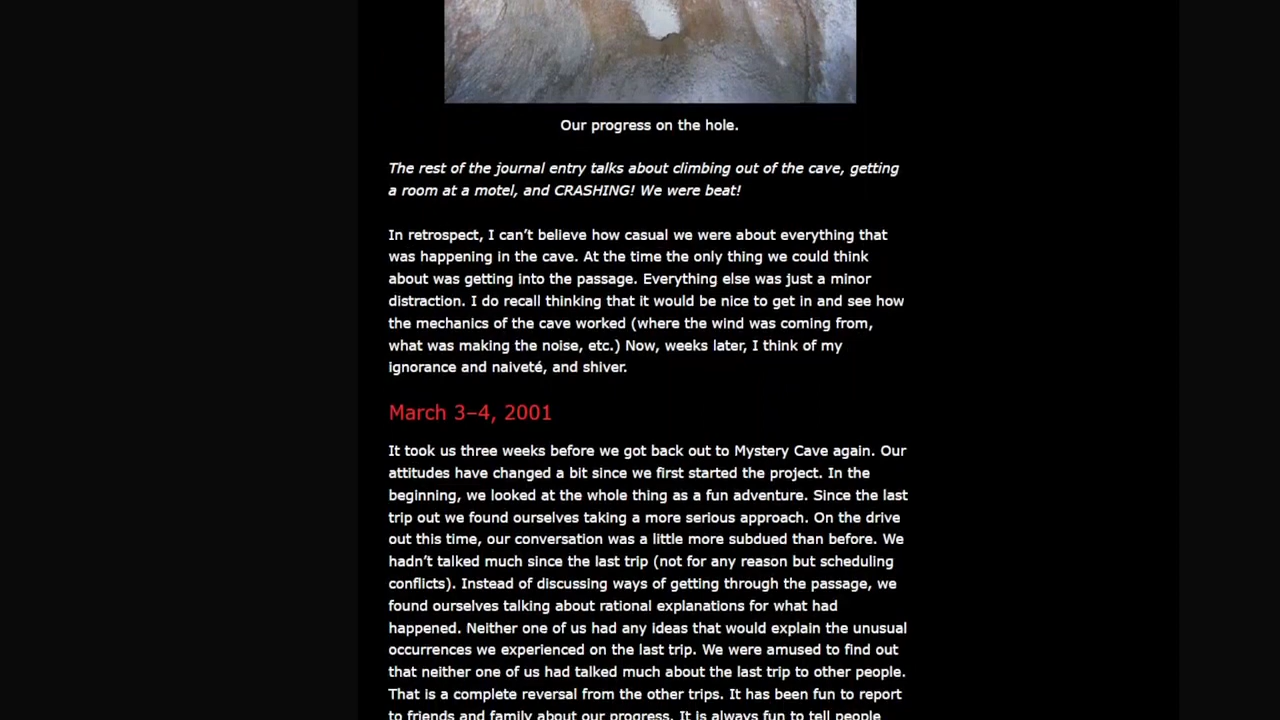 Our progress on the hole.
The rest of the journal entry talks about climbing out of the cave, getting
a room at a motel, and CRASHING! We were beat!
In retrospect, I can’t believe how casual we were about everything that
was happening in the cave. At the time the only thing we could think
about was getting into the passage. Everything else was just a minor
distraction. I do recall thinking that it would be nice to get in and see how
the mechanics of the cave worked (where the wind was coming from,
what was making the noise, etc.) Now, weeks later, I think of my
ignorance and naiveté, and shiver.
March 3–4, 2001
It took us three weeks before we got back out to Mystery Cave again. Our
attitudes have changed a bit since we first started the project. In the
beginning, we looked at the whole thing as a fun adventure. Since the last
trip out we found ourselves taking a more serious approach. On the drive
out this time, our conversation was a little more subdued than before. We
hadn’t talked much since the last trip (not for any reason but scheduling
conflicts). Instead of discussing ways of getting through the passage, we
found ourselves talking about rational explanations for what had
happened. Neither one of us had any ideas that would explain the unusual
occurrences we experienced on the last trip. We were amused to find out
that neither one of us had talked much about the last trip to other people.
That is a complete reversal from the other trips. It has been fun to report
to friends and family about our progress. It is always fun to tell people